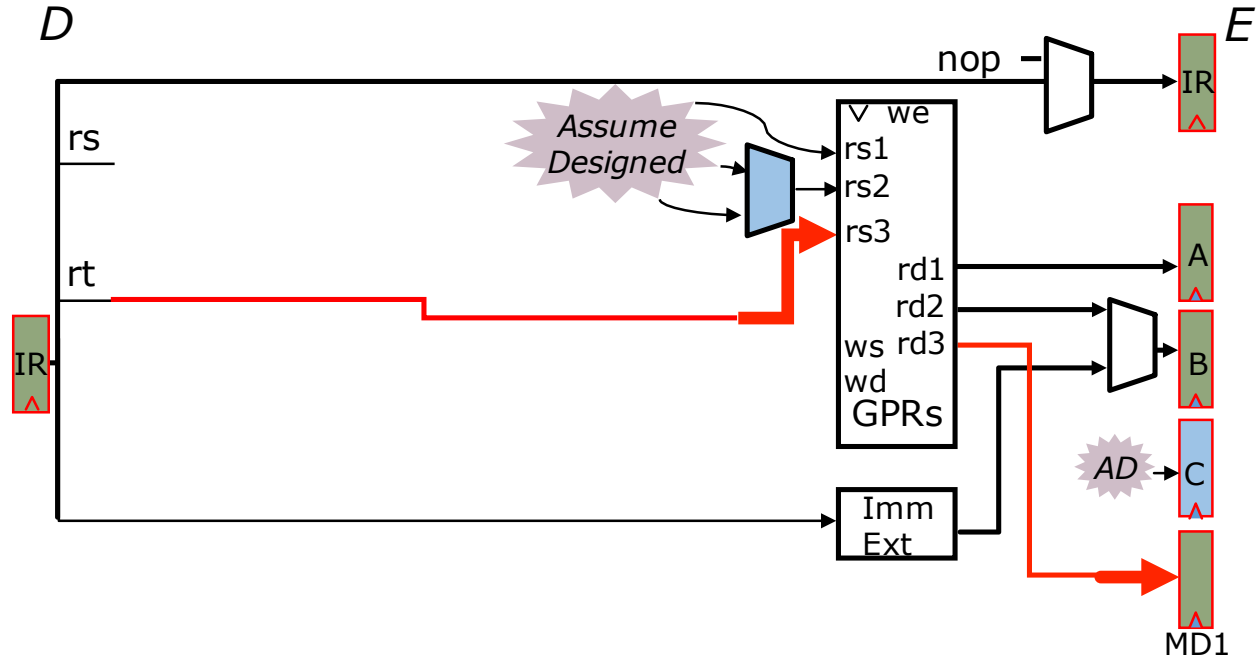 D
E
nop
IR
rs
Assume
Designed
we
rs1
rs2
rs3
rt
rd1
A
rd2
IR
ws
rd3
B
wd
GPRs
AD
C
Imm
Ext
MD1